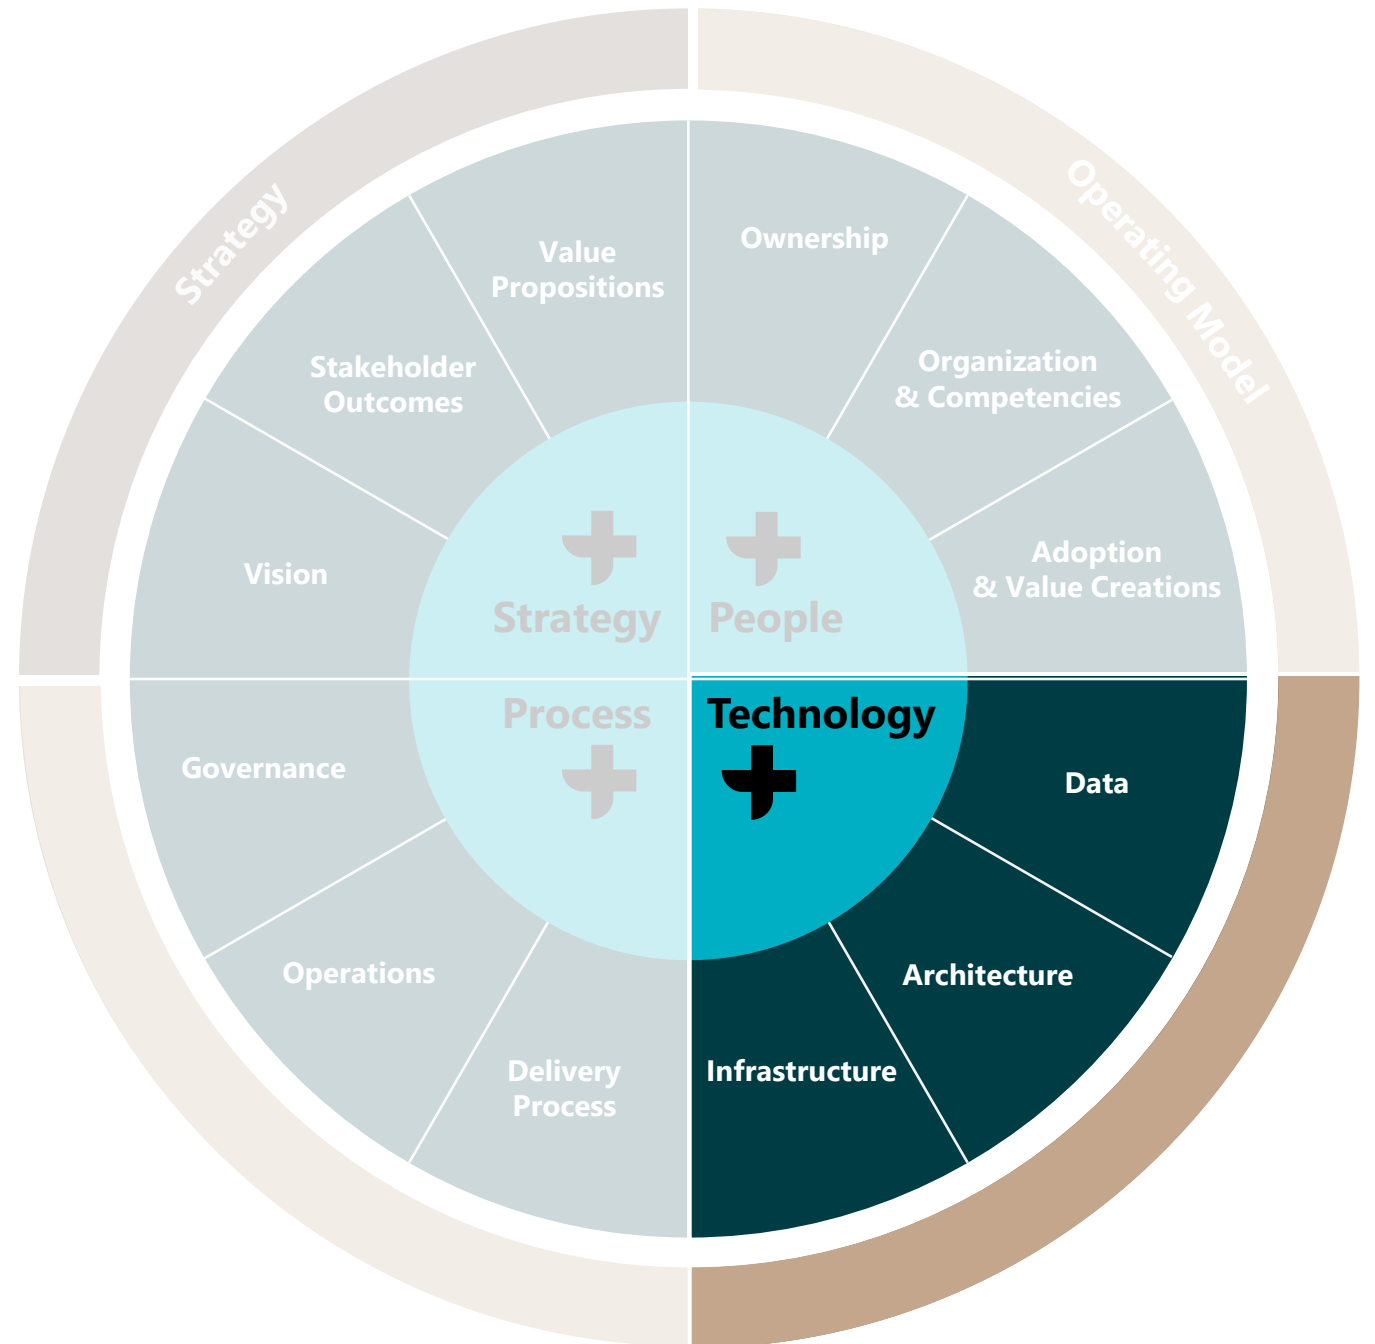 Strategy
Operating Model
Value
Propositions
Ownership
Stakeholder
Outcomes
Organization
& Competencies
Vision
Adoption
& Value Creations
Strategy
People
Process
Technology
Governance
Data
Operations
Architecture
Delivery
Process
Infrastructure